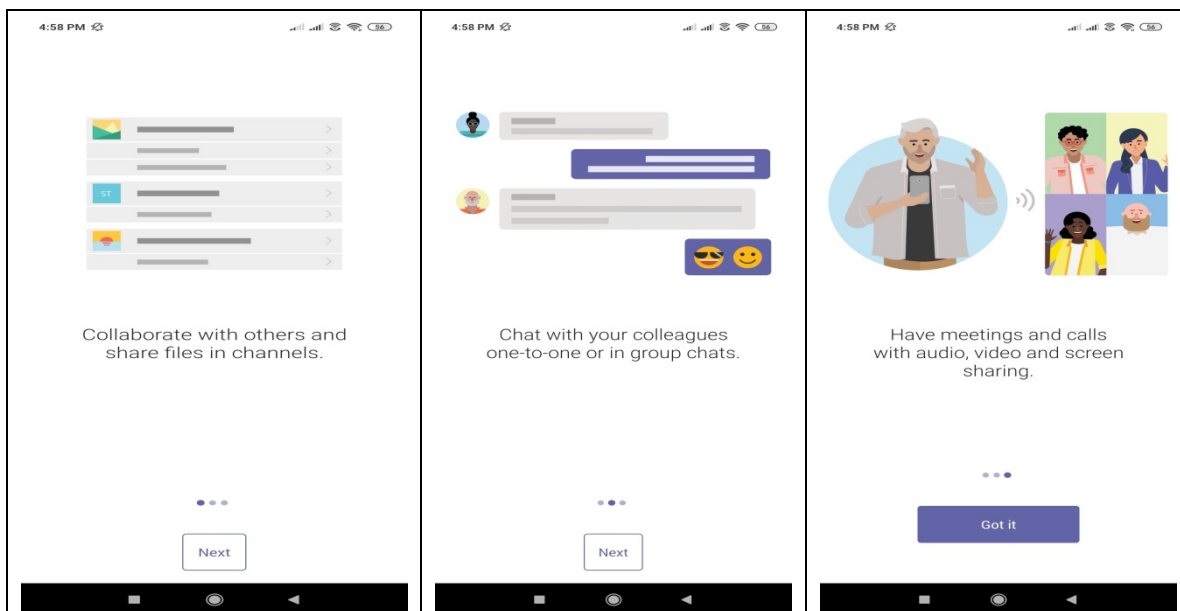 4:58 PM
56
ST
Collaborate with others and
share files in channels.
Next
4:58 PM
56
Chat with your colleagues
one-to-one or in group chats.
Next
4:58 PM
56
Have meetings and calls
with audio, video and screen
sharing.
Got it